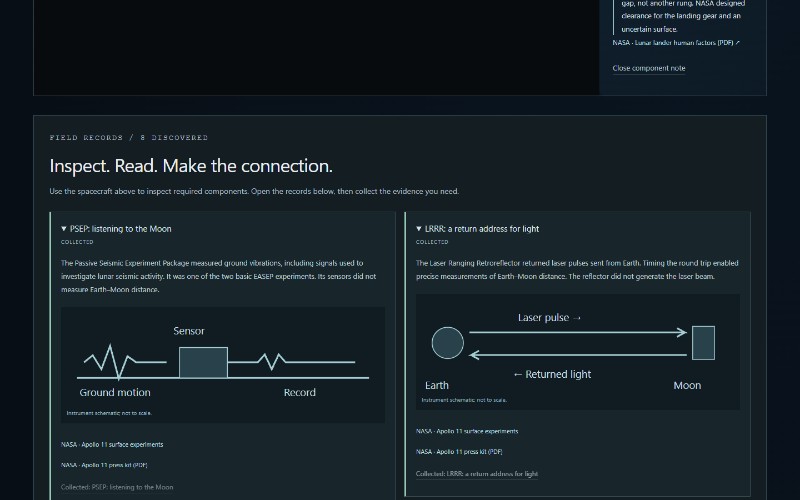 gap, not another rung. NASA designed
clearance for the landing gear and an
uncertain surface.
NASA · Lunar lander human factors (PDF) ↗
Close component note
FIELD RECORDS / 8 DISCOVERED
Inspect. Read. Make the connection.
Use the spacecraft above to inspect required components. Open the records below, then collect the evidence you need.
▼ PSEP: listening to the Moon
COLLECTED
The Passive Seismic Experiment Package measured ground vibrations, including signals used to
investigate lunar seismic activity. It was one of the two basic EASEP experiments. Its sensors did not
measure Earth–Moon distance.
Sensor
Ground motion
Record
Instrument schematic; not to scale.
NASA · Apollo 11 surface experiments
NASA · Apollo 11 press kit (PDF)
Collected: PSEP: listening to the Moon
▼ LRRR: a return address for light
COLLECTED
The Laser Ranging Retroreflector returned laser pulses sent from Earth. Timing the round trip enabled
precise measurements of Earth–Moon distance. The reflector did not generate the laser beam.
Laser pulse →
← Returned light
Earth
Moon
Instrument schematic; not to scale.
NASA · Apollo 11 surface experiments
NASA · Apollo 11 press kit (PDF)
Collected: LRRR: a return address for light